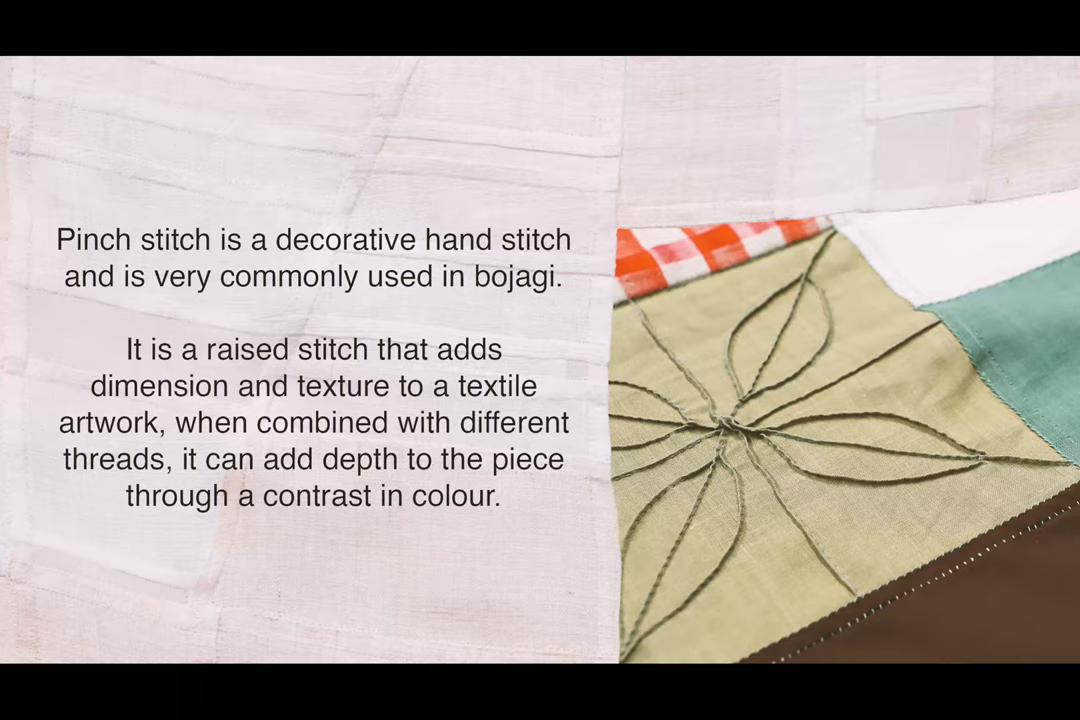 Pinch stitch is a decorative hand stitch
and is very commonly used in bojagi.
It is a raised stitch that adds
dimension and texture to a textile
artwork, when combined with different
threads, it can add depth to the piece
through a contrast in colour.